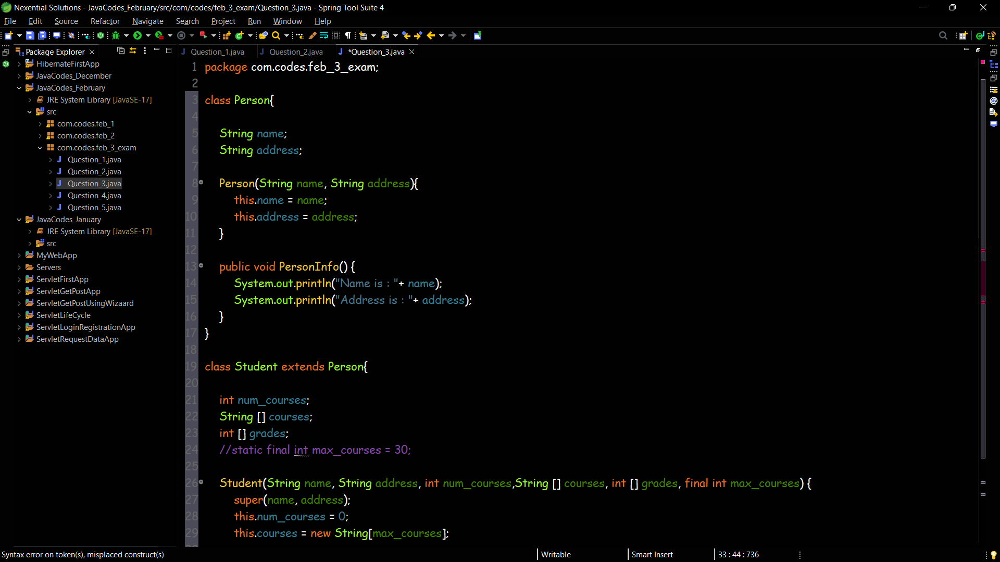 Nexential Solutions - JavaCodes_February/src/com/codes/feb_3_exam/Question_3.java - Spring Tool Suite 4
File Edit Source Refactor Navigate Search Project Run Window Help
Package Explorer
HibernateFirstApp
JavaCodes_December
JavaCodes_February
JRE System Library [JavaSE-17]
src
com.codes.feb_1
com.codes.feb_2
com.codes.feb_3_exam
Question_1.java
Question_2.java
Question_3.java
Question_4.java
Question_5.java
JavaCodes_January
JRE System Library [JavaSE-17]
src
MyWebApp
Servers
ServletFirstApp
ServletGetPostApp
ServletGetPostUsingWizaard
ServletLifeCycle
ServletLoginRegistrationApp
ServletRequestDataApp
Question_1.java Question_2.java *Question_3.java
1 package com.codes.feb_3_exam;
2
3 class Person{
4
5 String name;
6 String address;
7
8 Person(String name, String address){
9 this.name = name;
10 this.address = address;
11 }
12
13 public void PersonInfo() {
14 System.out.println("Name is : "+ name);
15 System.out.println("Address is : "+ address);
16 }
17 }
18
19 class Student extends Person{
20
21 int num_courses;
22 String [] courses;
23 int [] grades;
24 //static final int max_courses = 30;
25
26 Student(String name, String address, int num_courses,String [] courses, int [] grades, final int max_courses) {
27 super(name, address);
28 this.num_courses = 0;
29 this.courses = new String[max_courses];
Syntax error on token(s), misplaced construct(s)
Writable
Smart Insert
33 : 44 : 736